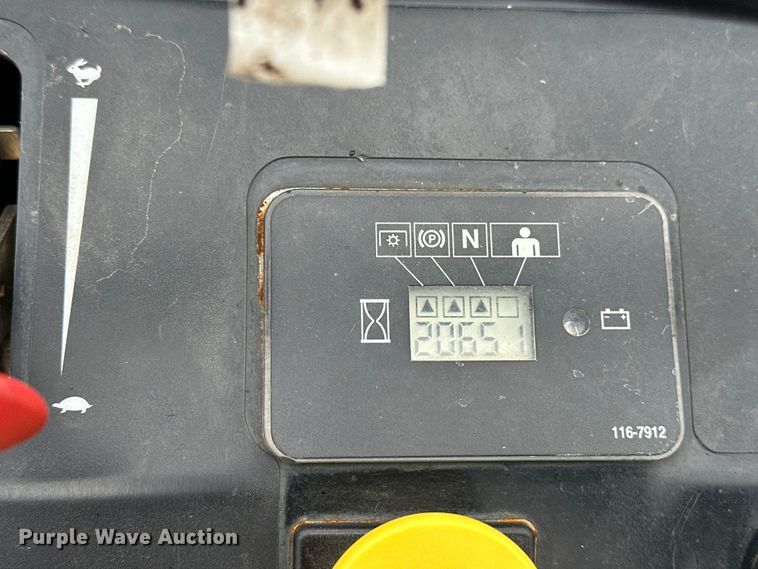 (P) N
2065.1
116-7912
Purple Wave Auction®